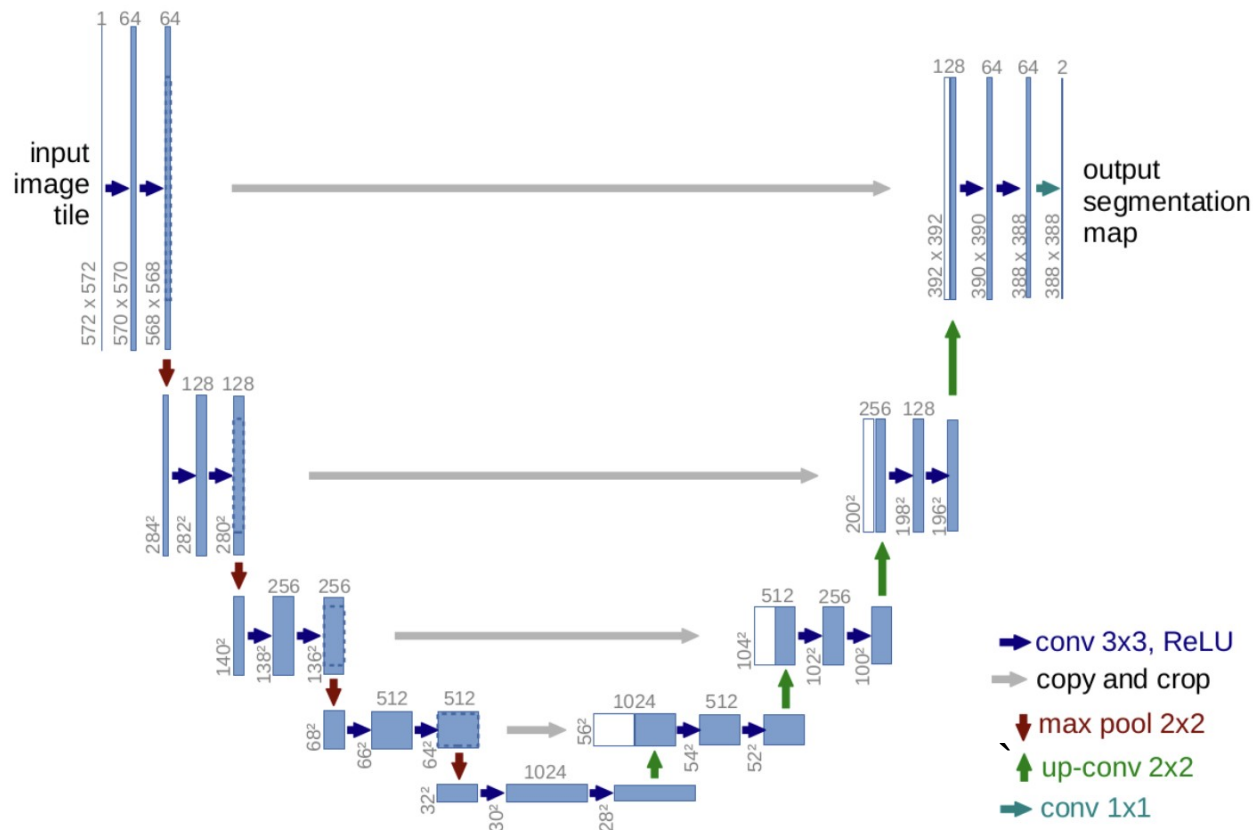 1 64 64
input
image
tile
572 x 572
570 x 570
568 x 568
128 64 64 2
output
segmentation
map
392 x 392
390 x 390
388 x 388
388 x 388
128 128
284²
282²
280²
256 128
200²
198²
196²
256 256
140²
138²
136²
512 256
104²
102²
100²
512 512
68²
66²
64²
1024 512
56²
54²
52²
1024
32²
30²
28²
conv 3x3, ReLU
copy and crop
max pool 2x2
`
up-conv 2x2
conv 1x1